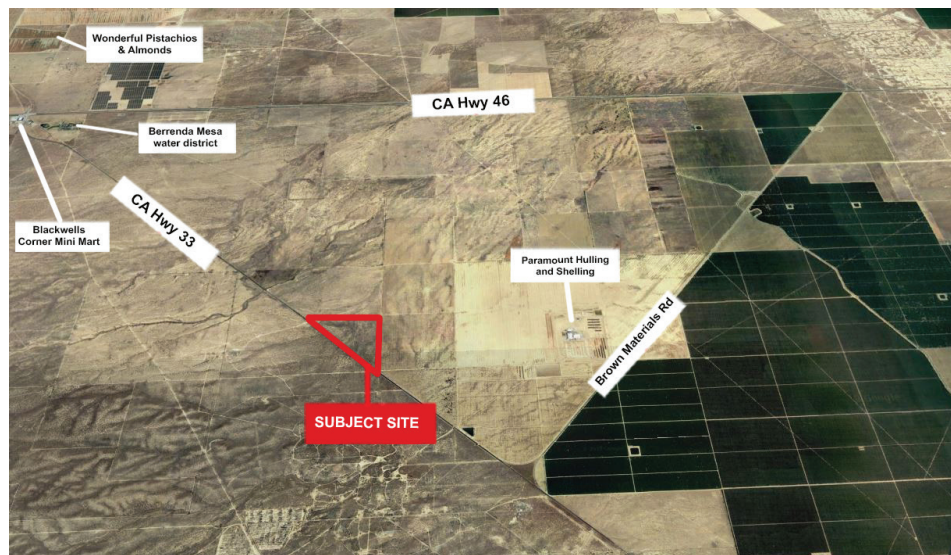 Wonderful Pistachios
& Almonds
CA Hwy 46
Berrenda Mesa
water district
CA Hwy 33
Blackwells
Corner Mini Mart
Paramount Hulling
and Shelling
Brown Materials Rd
SUBJECT SITE